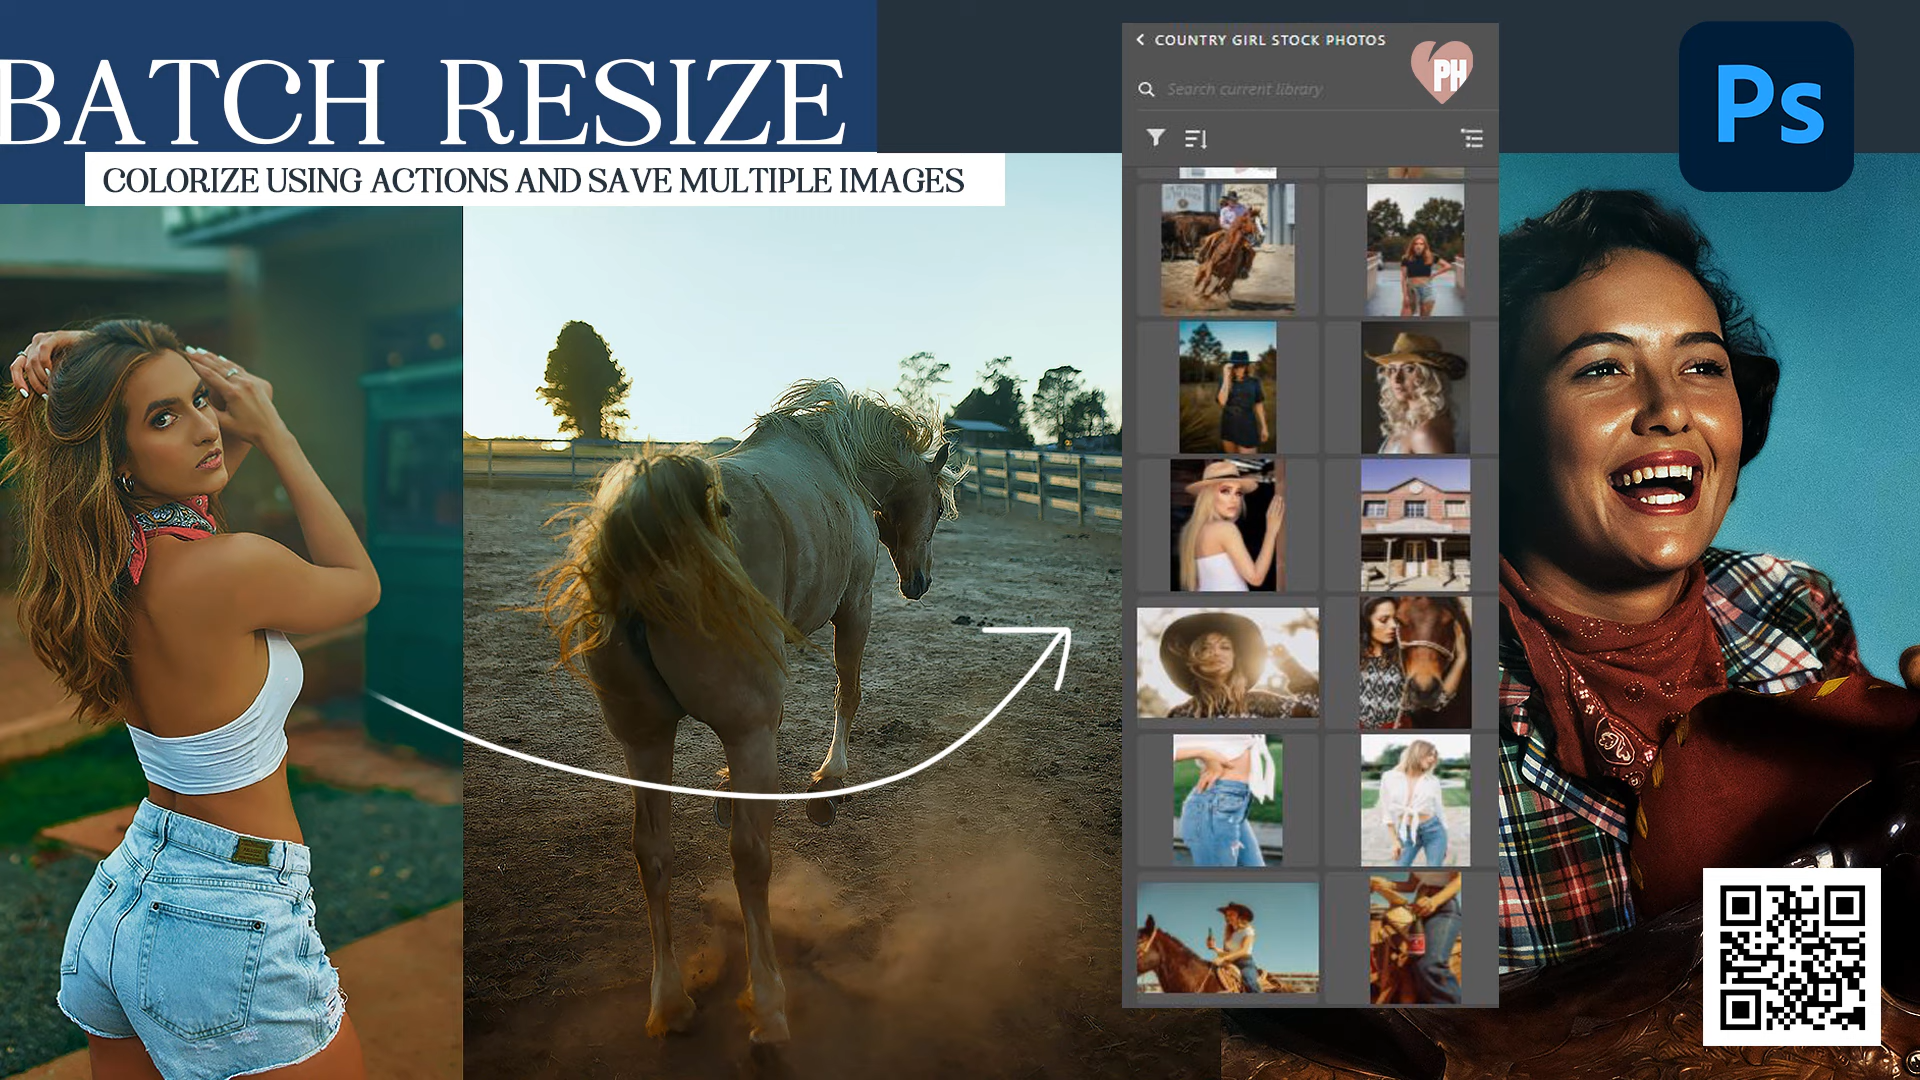 BATCH RESIZE
COLORIZE USING ACTIONS AND SAVE MULTIPLE IMAGES
COUNTRY GIRL STOCK PHOTOS
PH
Search current library
Ps